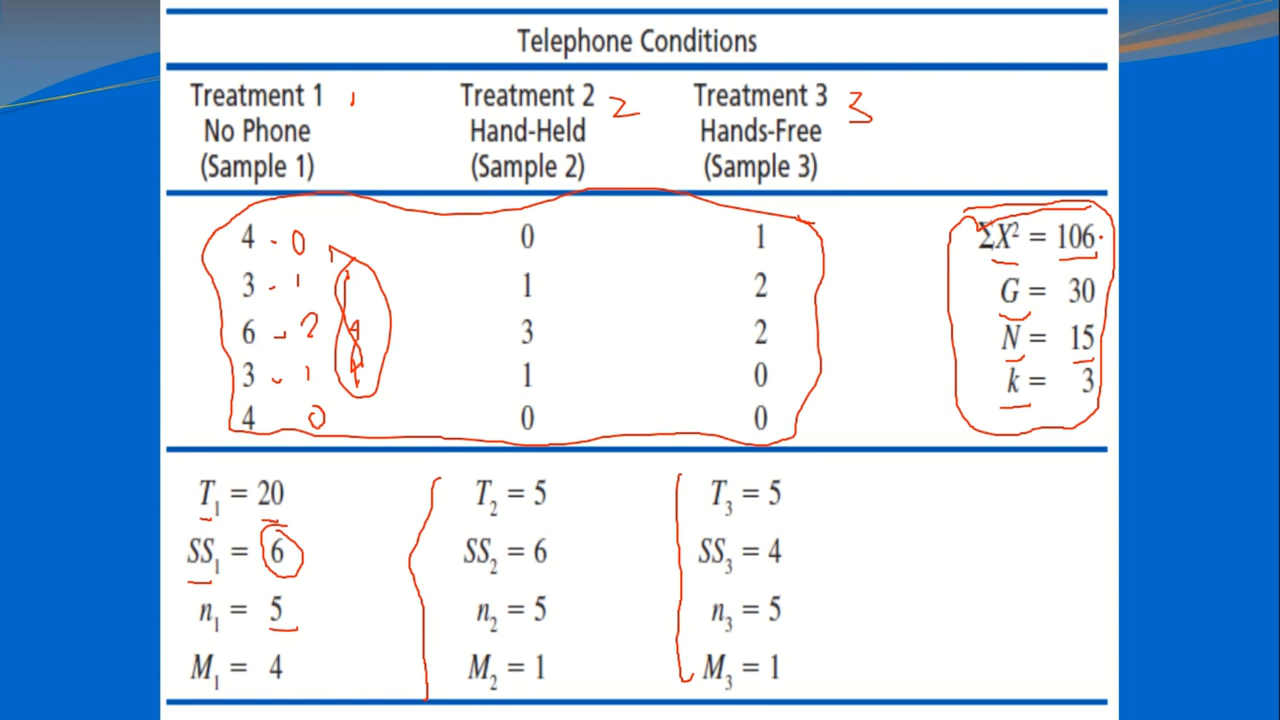 Telephone Conditions
Treatment 1 1 Treatment 2 2 Treatment 3 3
No Phone Hand-Held Hands-Free
(Sample 1) (Sample 2) (Sample 3)
4 - 0 0 1 ΣX² = 106
3 - 1 1 2 G = 30
6 - 2 3 2 N = 15
3 - 1 1 0 k = 3
4 0 0 0
T₁ = 20 T₂ = 5 T₃ = 5
SS₁ = 6 SS₂ = 6 SS₃ = 4
n₁ = 5 n₂ = 5 n₃ = 5
M₁ = 4 M₂ = 1 M₃ = 1